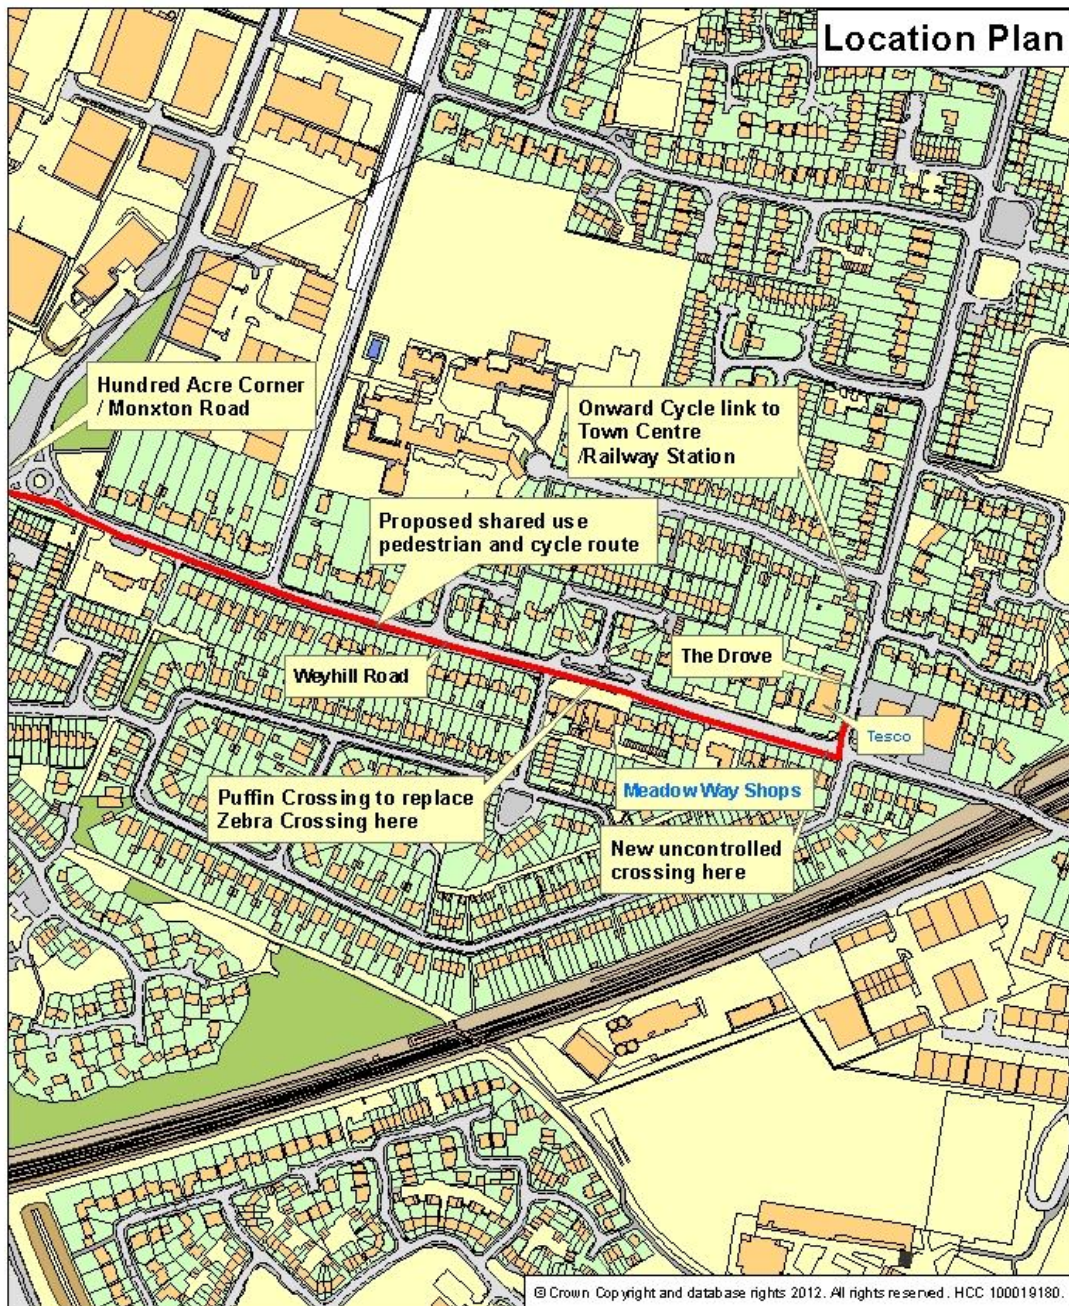 Location Plan
Hundred Acre Corner
/ Monxton Road
Onward Cycle link to
Town Centre
/Railway Station
Proposed shared use
pedestrian and cycle route
The Drove
Weyhill Road
Tesco
Puffin Crossing to replace
Zebra Crossing here
Meadow Way Shops
New uncontrolled
crossing here
© Crown Copyright and database rights 2012. All rights reserved. HCC 100019180.